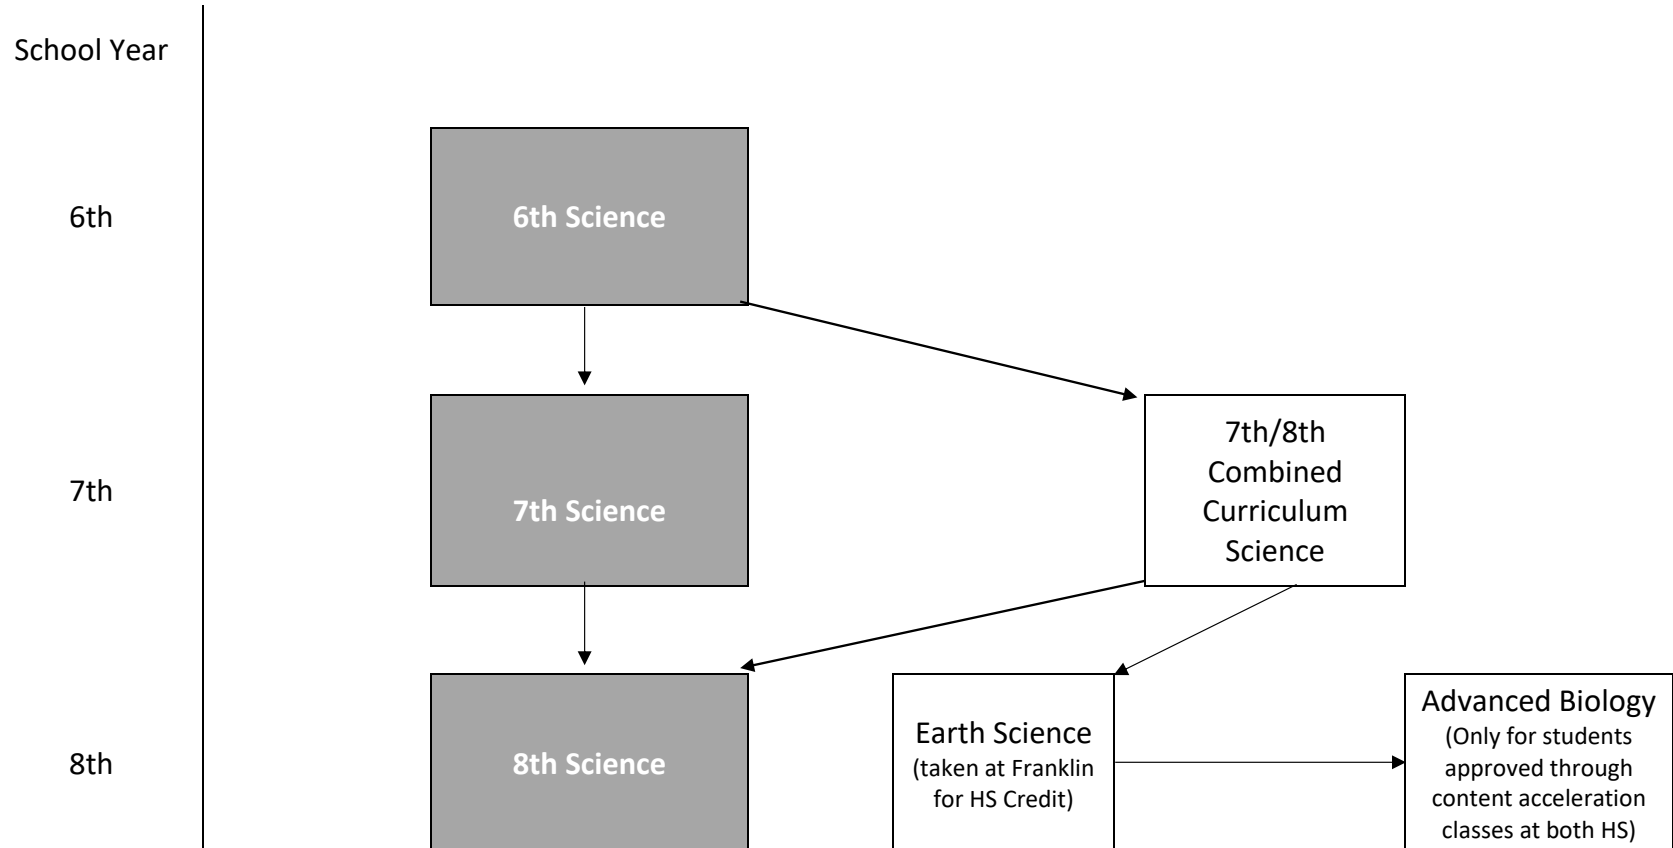 School Year
6th
6th Science
7th
7th Science
7th/8th
Combined
Curriculum
Science
8th
8th Science
Earth Science
(taken at Franklin
for HS Credit)
Advanced Biology
(Only for students
approved through
content acceleration
classes at both HS)